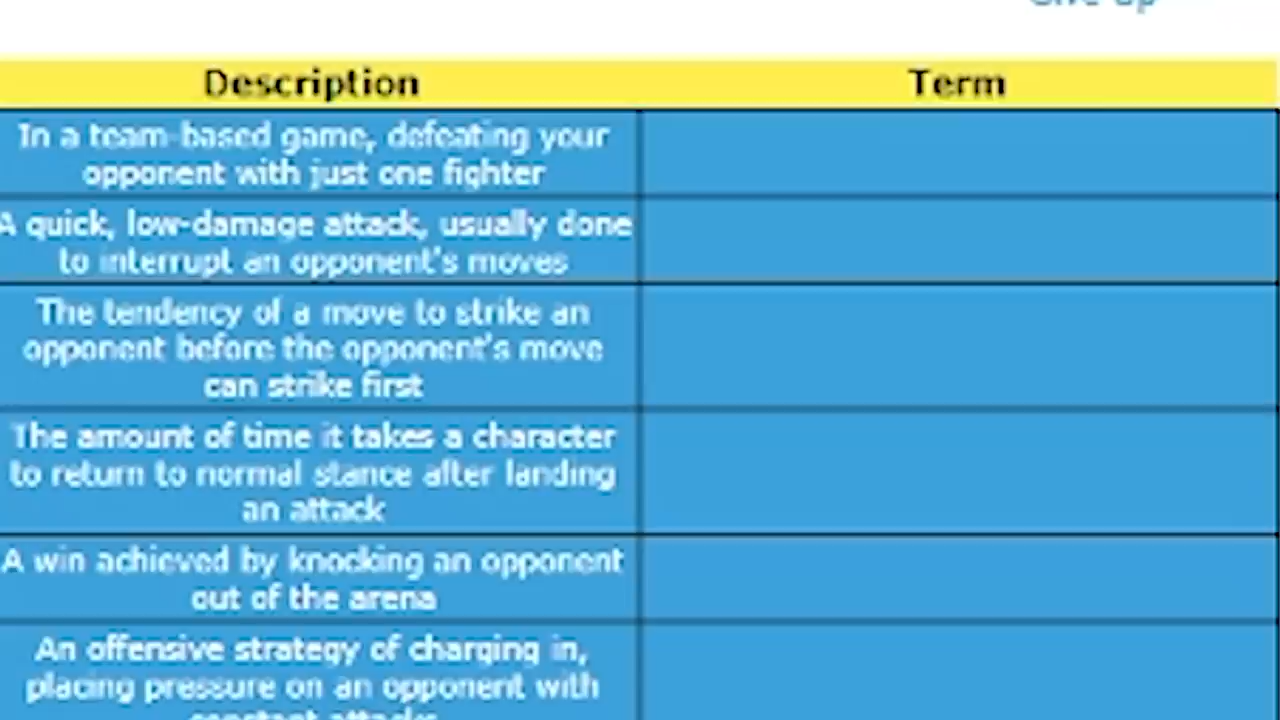 Give up
Description
Term
In a team-based game, defeating your
opponent with just one fighter
A quick, low-damage attack, usually done
to interrupt an opponent's moves
The tendency of a move to strike an
opponent before the opponent's move
can strike first
The amount of time it takes a character
to return to normal stance after landing
an attack
A win achieved by knocking an opponent
out of the arena
An offensive strategy of charging in,
placing pressure on an opponent with
constant attacks